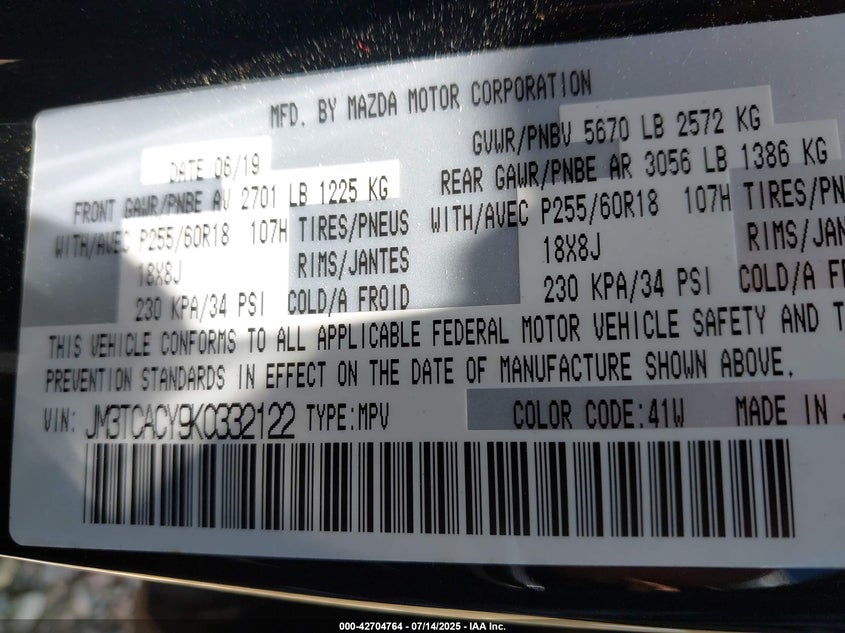 MFD. BY MAZDA MOTOR CORPORATION
DATE 06/19 GVWR/PNBV 5670 LB 2572 KG
FRONT GAWR/PNBE AV 2701 LB 1225 KG REAR GAWR/PNBE AR 3056 LB 1386 KG
WITH/AVEC P255/60R18 107H TIRES/PNEUS WITH/AVEC P255/60R18 107H TIRES/PN
18X8J RIMS/JANTES 18X8J RIMS/JAN
230 KPA/34 PSI COLD/A FROID 230 KPA/34 PSI COLD/A F
THIS VEHICLE CONFORMS TO ALL APPLICABLE FEDERAL MOTOR VEHICLE SAFETY AND T
PREVENTION STANDARDS IN EFFECT ON THE DATE OF MANUFACTURE SHOWN ABOVE.
VIN: JM3TCACY9K0332122 TYPE:MPV COLOR CODE:41W MADE IN J
000-42704764 - 07/14/2025 - IAA Inc.